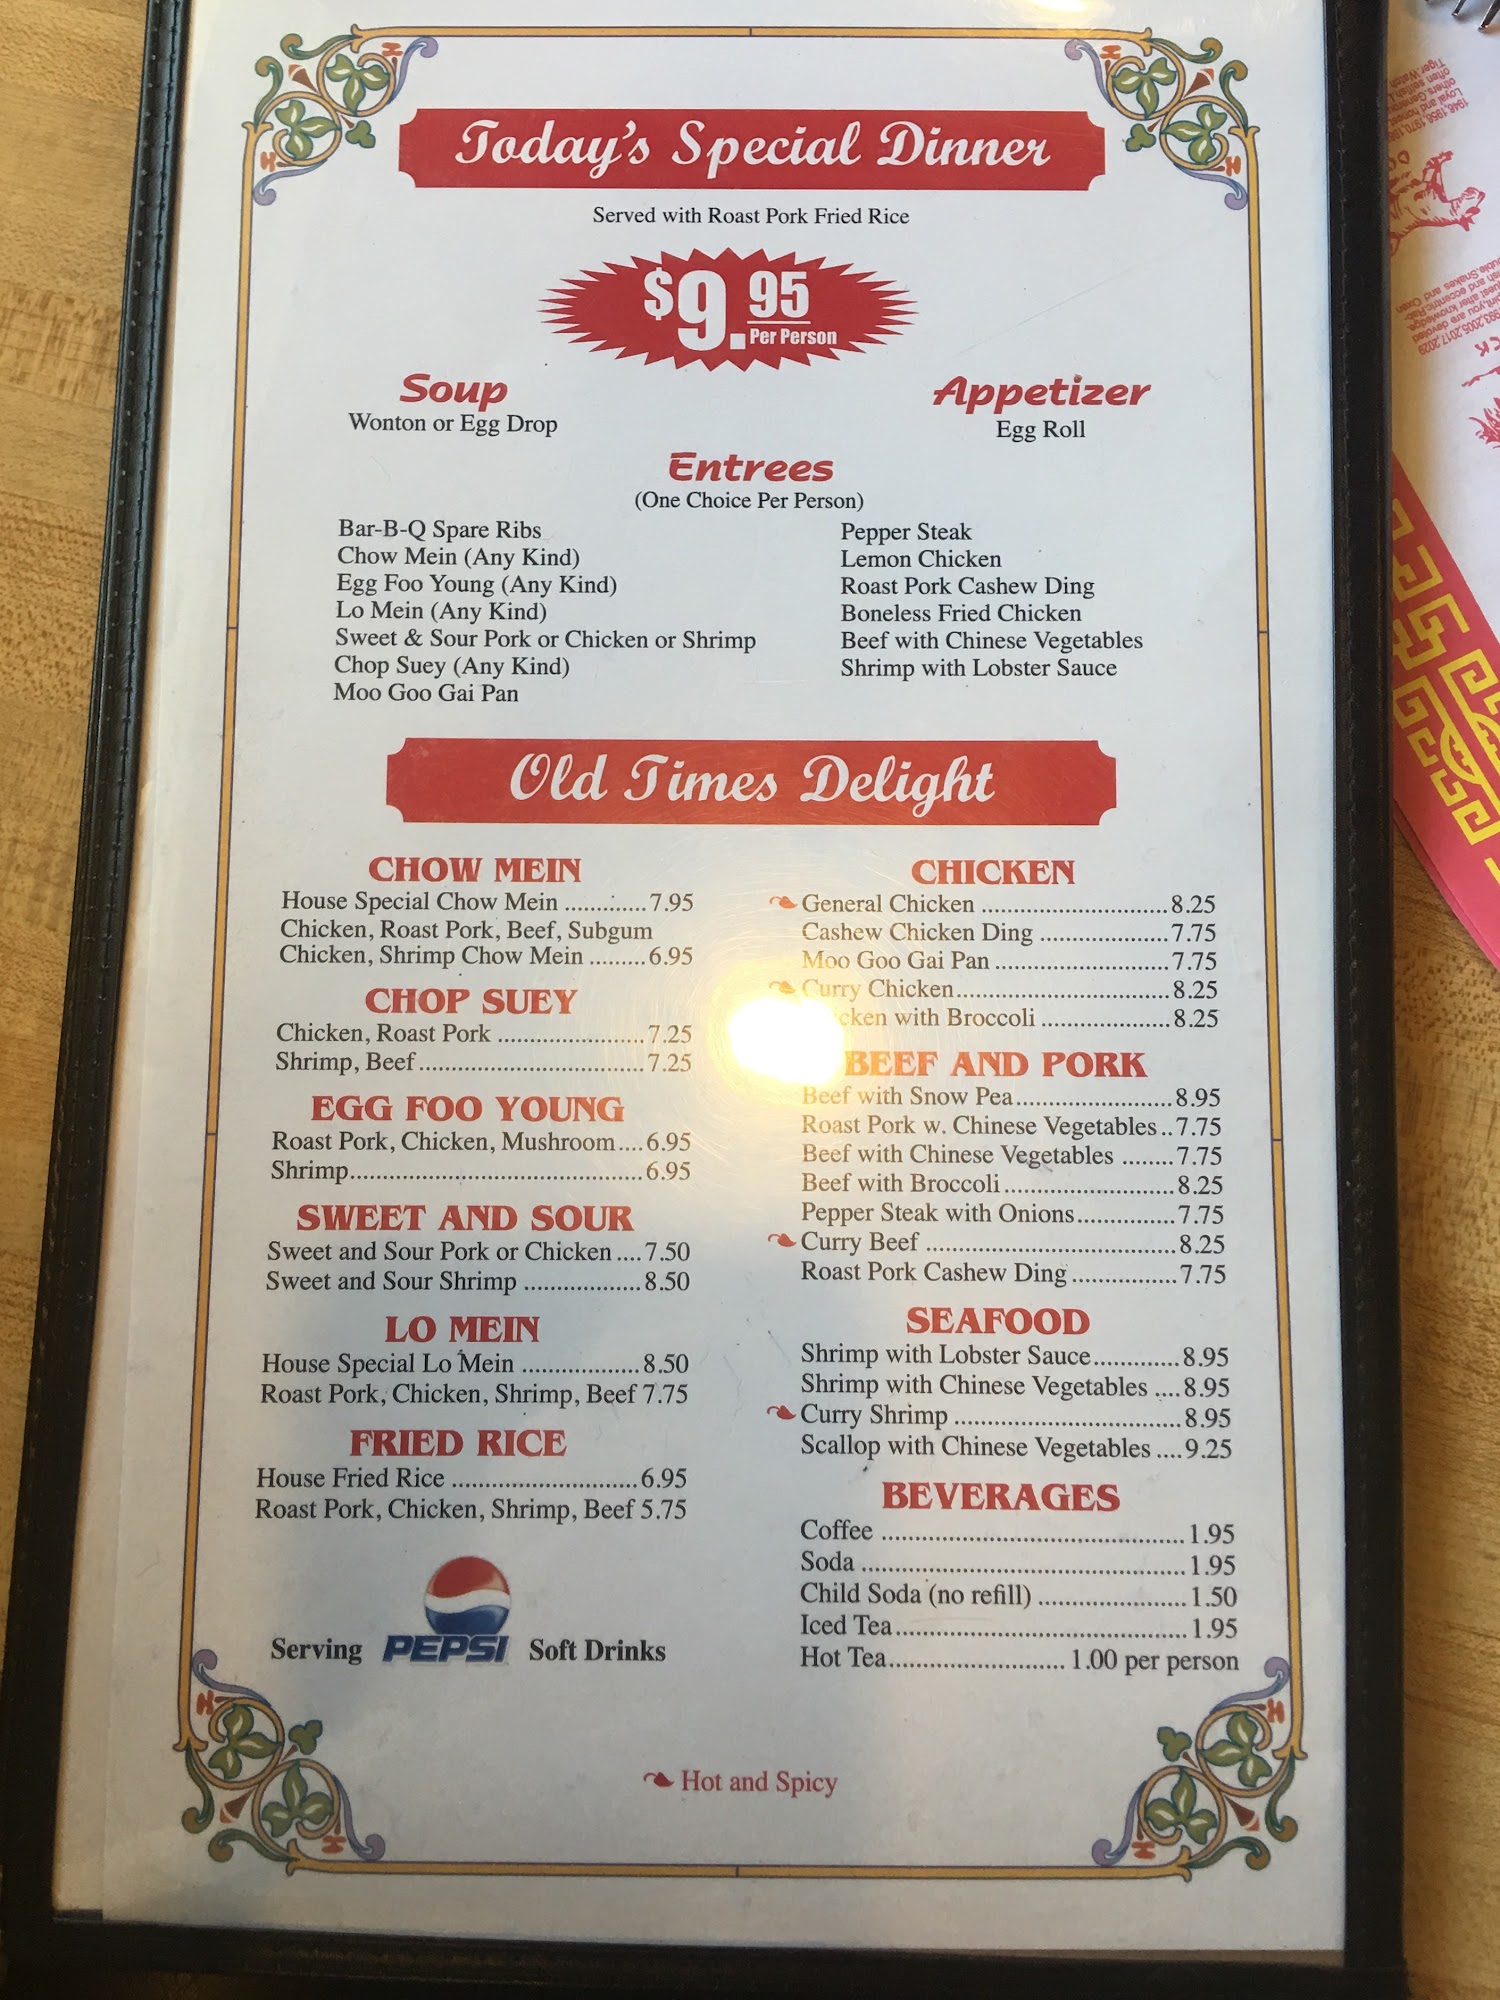 Today's Special Dinner
Served with Roast Pork Fried Rice
$9.95
Per Person
Soup
Wonton or Egg Drop
Appetizer
Egg Roll
Entrees
(One Choice Per Person)
Bar-B-Q Spare Ribs
Chow Mein (Any Kind)
Egg Foo Young (Any Kind)
Lo Mein (Any Kind)
Sweet & Sour Pork or Chicken or Shrimp
Chop Suey (Any Kind)
Moo Goo Gai Pan
Pepper Steak
Lemon Chicken
Roast Pork Cashew Ding
Boneless Fried Chicken
Beef with Chinese Vegetables
Shrimp with Lobster Sauce
Old Times Delight
CHOW MEIN
House Special Chow Mein .............7.95
Chicken, Roast Pork, Beef, Subgum
Chicken, Shrimp Chow Mein .........6.95
CHOP SUEY
Chicken, Roast Pork .......................7.25
Shrimp, Beef....................................7.25
EGG FOO YOUNG
Roast Pork, Chicken, Mushroom....6.95
Shrimp..............................................6.95
SWEET AND SOUR
Sweet and Sour Pork or Chicken ....7.50
Sweet and Sour Shrimp ..................8.50
LO MEIN
House Special Lo Mein ..................8.50
Roast Pork, Chicken, Shrimp, Beef 7.75
FRIED RICE
House Fried Rice .............................6.95
Roast Pork, Chicken, Shrimp, Beef 5.75
Serving PEPSI Soft Drinks
CHICKEN
General Chicken .............................8.25
Cashew Chicken Ding ....................7.75
Moo Goo Gai Pan ...........................7.75
Curry Chicken.................................8.25
with Broccoli ....................8.25
BEEF AND PORK
Beef with Snow Pea........................8.95
Roast Pork w. Chinese Vegetables..7.75
Beef with Chinese Vegetables ........7.75
Beef with Broccoli ..........................8.25
Pepper Steak with Onions...............7.75
Curry Beef ......................................8.25
Roast Pork Cashew Ding ................7.75
SEAFOOD
Shrimp with Lobster Sauce.............8.95
Shrimp with Chinese Vegetables ....8.95
Curry Shrimp ..................................8.95
Scallop with Chinese Vegetables ....9.25
BEVERAGES
Coffee ..............................................1.95
Soda .................................................1.95
Child Soda (no refill) ......................1.50
Iced Tea............................................1.95
Hot Tea........................... 1.00 per person
Hot and Spicy